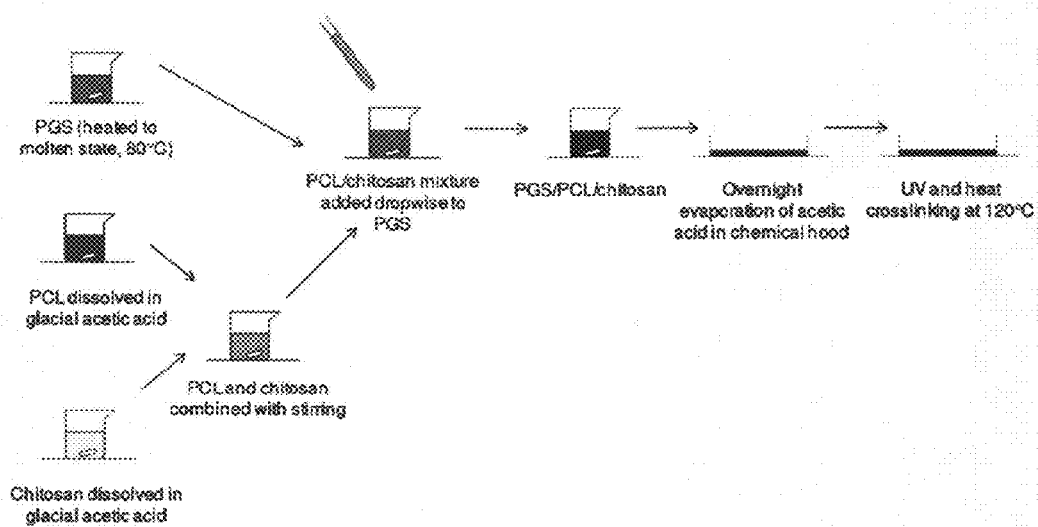 PGS (heated to
molten state, 80°C)
PCL/chitosan mixture
added dropwise to
PGS
PGS/PCL/chitosan
Overnight
evaporation of acetic
acid in chemical hood
UV and heat
crosslinking at 120°C
PCL dissolved in
glacial acetic acid
PCL and chitosan
combined with stirring
Chitosan dissolved in
glacial acetic acid